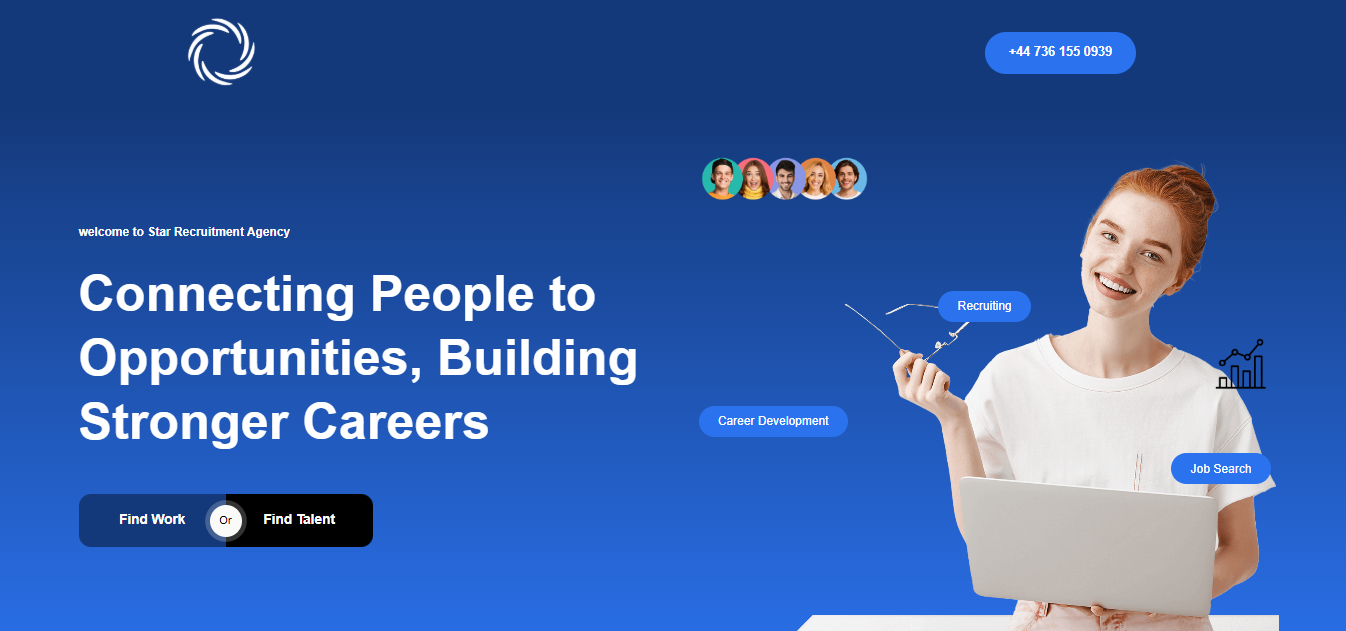 +44 736 155 0939
welcome to Star Recruitment Agency
Connecting People to
Opportunities, Building
Stronger Careers
Find Work
Or
Find Talent
Recruiting
Career Development
Job Search